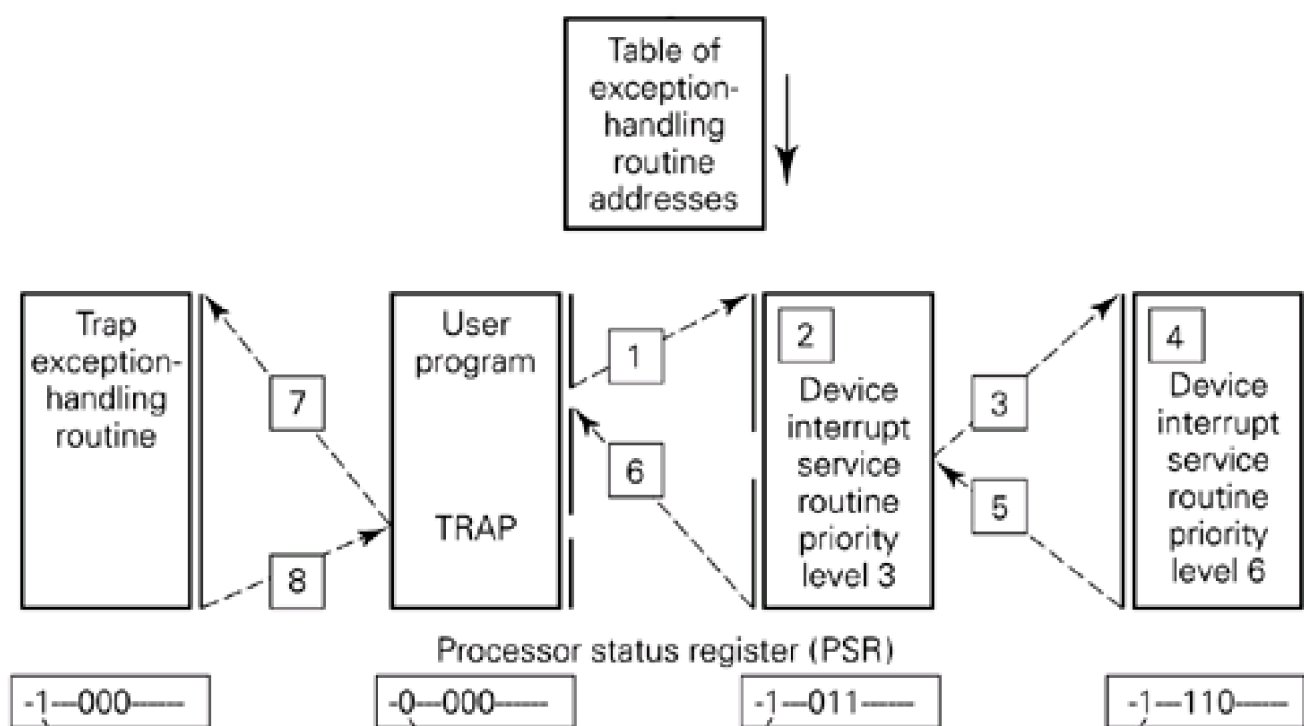 Table of
exception-
handling
routine
addresses
Trap
exception-
handling
routine
7
8
User
program
TRAP
1
6
2
Device
interrupt
service
routine
priority
level 3
3
5
4
Device
interrupt
service
routine
priority
level 6
Processor status register (PSR)
-1---000------
-0---000------
-1---011------
-1---110------